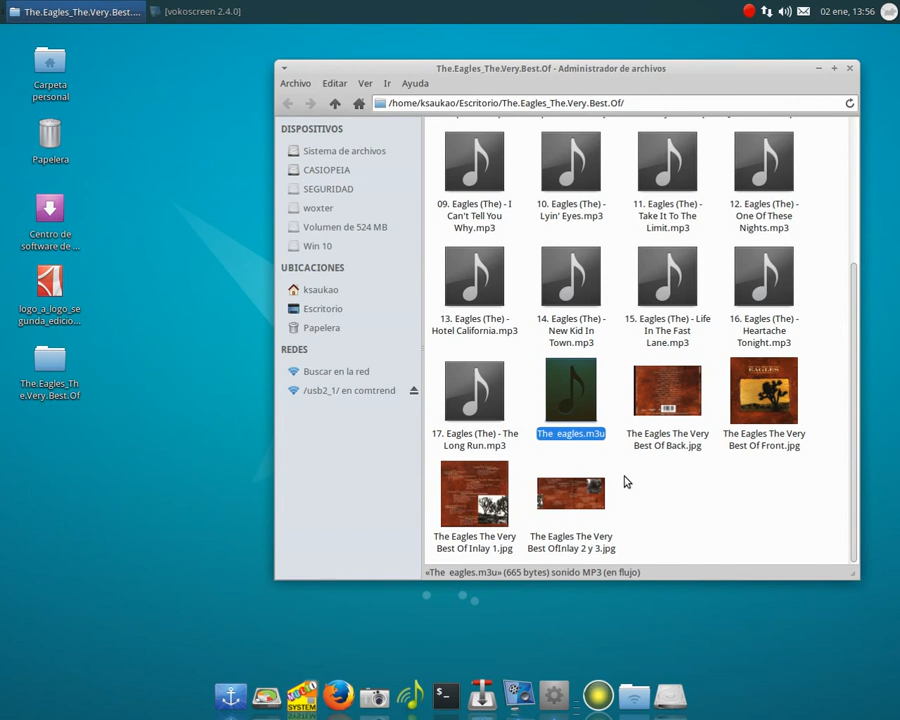 The.Eagles_The.Very.Best....
[vokoscreen 2.4.0]
02 ene, 13:56
Carpeta
personal
Papelera
Centro de
software de ...
logo_a_logo_se
gunda_edicio...
The.Eagles_Th
e.Very.Best.Of
The.Eagles_The.Very.Best.Of - Administrador de archivos
Archivo Editar Ver Ir Ayuda
/home/ksaukao/Escritorio/The.Eagles_The.Very.Best.Of/
DISPOSITIVOS
Sistema de archivos
CASIOPEIA
SEGURIDAD
woxter
Volumen de 524 MB
Win 10
UBICACIONES
ksaukao
Escritorio
Papelera
REDES
Buscar en la red
/usb2_1/ en comtrend
09. Eagles (The) - I
Can't Tell You
Why.mp3
10. Eagles (The) -
Lyin' Eyes.mp3
11. Eagles (The) -
Take It To The
Limit.mp3
12. Eagles (The) -
One Of These
Nights.mp3
13. Eagles (The) -
Hotel California.mp3
14. Eagles (The) -
New Kid In
Town.mp3
15. Eagles (The) - Life
In The Fast
Lane.mp3
16. Eagles (The) -
Heartache
Tonight.mp3
17. Eagles (The) - The
Long Run.mp3
The eagles.m3u
The Eagles The Very
Best Of Back.jpg
EAGLES
The Eagles The Very
Best Of Front.jpg
The Eagles The Very
Best Of Inlay 1.jpg
The Eagles The Very
Best OfInlay 2 y 3.jpg
«The eagles.m3u» (665 bytes) sonido MP3 (en flujo)
SYSTEM